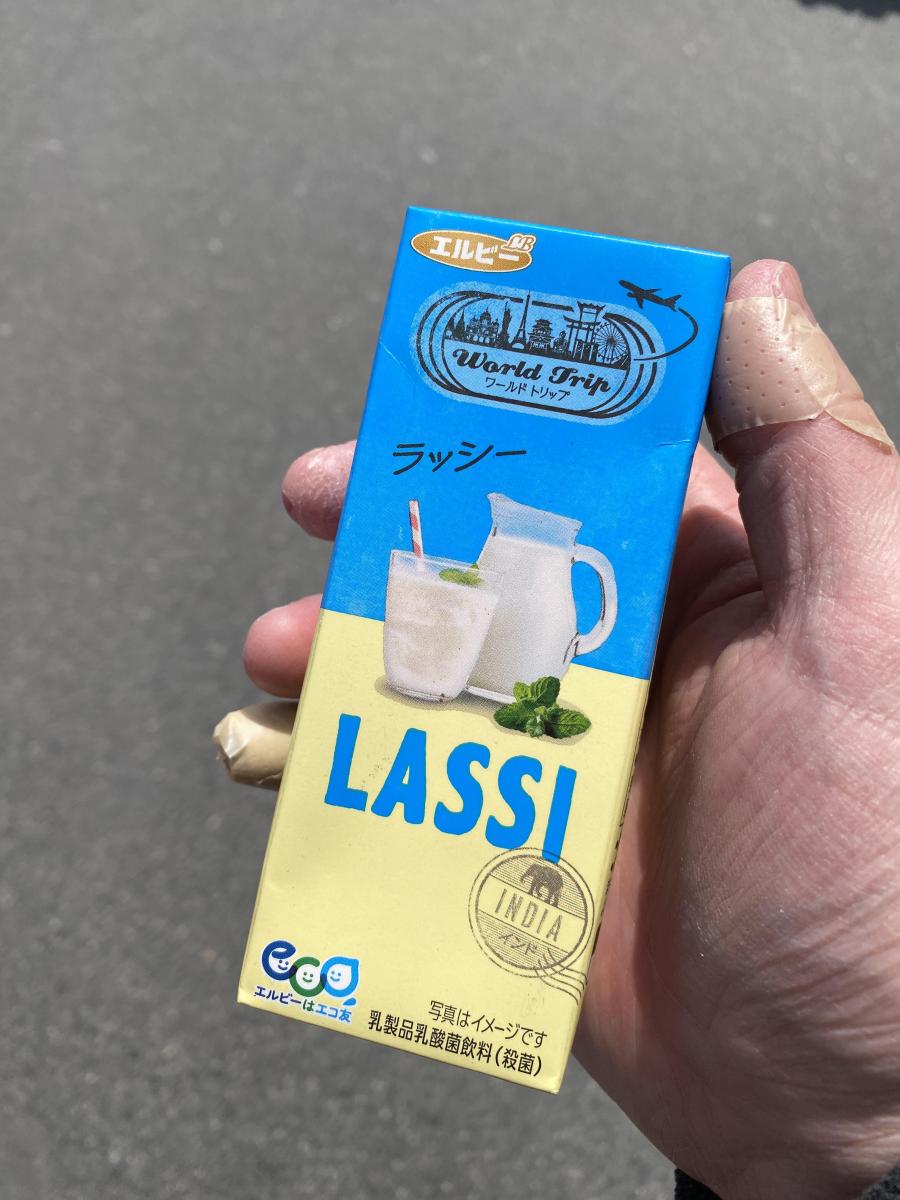 エルビー LB
World Trip
ワールド トリップ
ラッシー
LASSI
INDIA
インド
eco
エルビーはエコ友
写真はイメージです
乳製品乳酸菌飲料(殺菌)